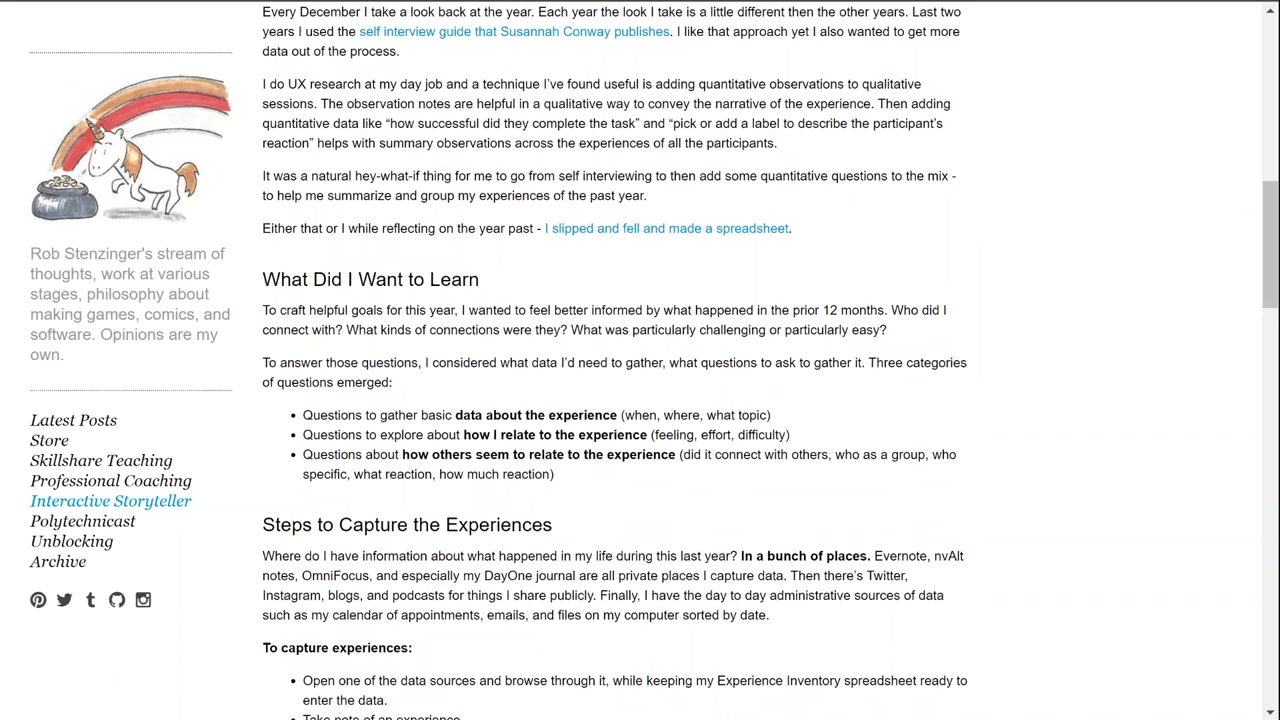 Every December I take a look back at the year. Each year the look I take is a little different then the other years. Last two
years I used the self interview guide that Susannah Conway publishes. I like that approach yet I also wanted to get more
data out of the process.
I do UX research at my day job and a technique I’ve found useful is adding quantitative observations to qualitative
sessions. The observation notes are helpful in a qualitative way to convey the narrative of the experience. Then adding
quantitative data like “how successful did they complete the task” and “pick or add a label to describe the participant’s
reaction” helps with summary observations across the experiences of all the participants.
It was a natural hey-what-if thing for me to go from self interviewing to then add some quantitative questions to the mix -
to help me summarize and group my experiences of the past year.
Either that or I while reflecting on the year past - I slipped and fell and made a spreadsheet.
What Did I Want to Learn
To craft helpful goals for this year, I wanted to feel better informed by what happened in the prior 12 months. Who did I
connect with? What kinds of connections were they? What was particularly challenging or particularly easy?
To answer those questions, I considered what data I’d need to gather, what questions to ask to gather it. Three categories
of questions emerged:
• Questions to gather basic data about the experience (when, where, what topic)
• Questions to explore about how I relate to the experience (feeling, effort, difficulty)
• Questions about how others seem to relate to the experience (did it connect with others, who as a group, who
specific, what reaction, how much reaction)
Steps to Capture the Experiences
Where do I have information about what happened in my life during this last year? In a bunch of places. Evernote, nvAlt
notes, OmniFocus, and especially my DayOne journal are all private places I capture data. Then there’s Twitter,
Instagram, blogs, and podcasts for things I share publicly. Finally, I have the day to day administrative sources of data
such as my calendar of appointments, emails, and files on my computer sorted by date.
To capture experiences:
• Open one of the data sources and browse through it, while keeping my Experience Inventory spreadsheet ready to
enter the data.
• Take note of an experience
Rob Stenzinger's stream of
thoughts, work at various
stages, philosophy about
making games, comics, and
software. Opinions are my
own.
Latest Posts
Store
Skillshare Teaching
Professional Coaching
Interactive Storyteller
Polytechnicast
Unblocking
Archive